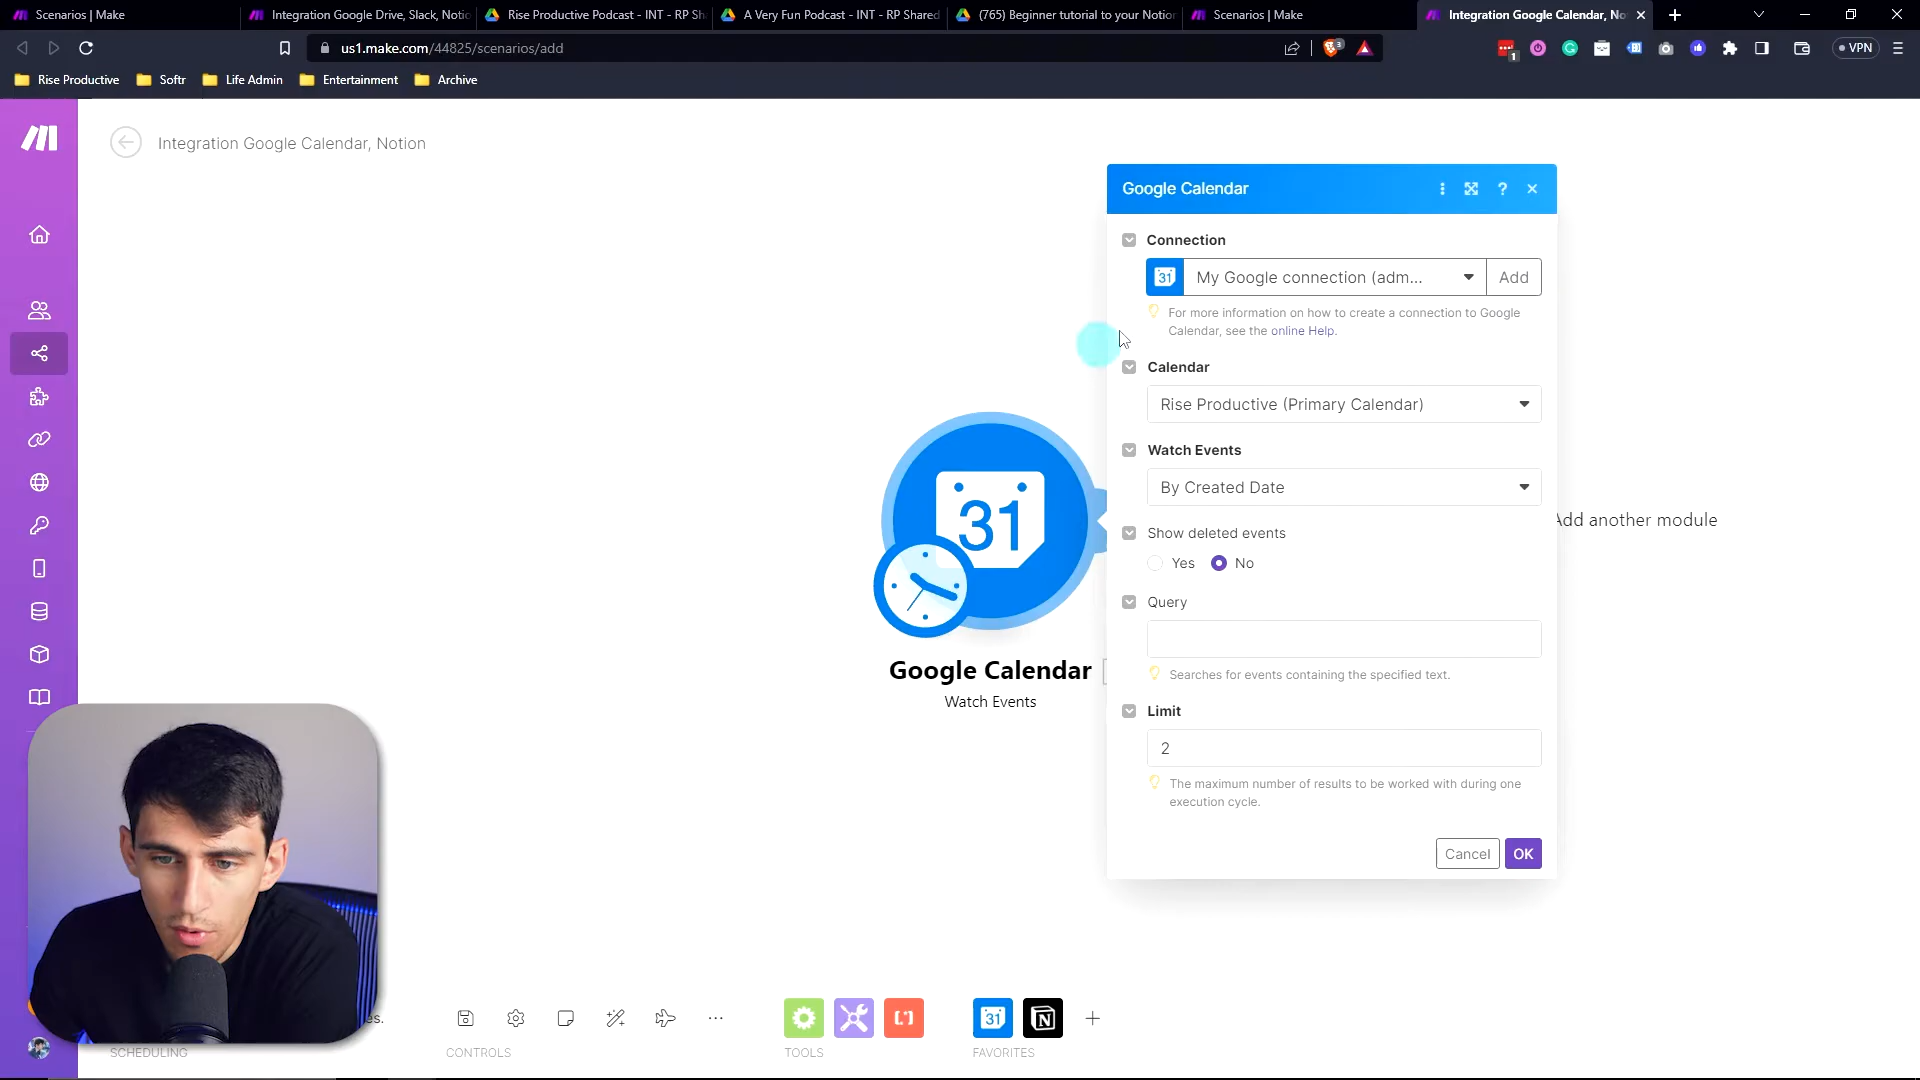 Scenarios | Make
Integration Google Drive, Slack, Notio
Rise Productive Podcast - INT - RP Sh
A Very Fun Podcast - INT - RP Shared
(765) Beginner tutorial to your Notion
Scenarios | Make
Integration Google Calendar, No
us1.make.com/44825/scenarios/add
3
1
VPN
Rise Productive
Softr
Life Admin
Entertainment
Archive
Integration Google Calendar, Notion
Google Calendar
?
Connection
31
My Google connection (adm...
Add
For more information on how to create a connection to Google
Calendar, see the online Help.
Calendar
Rise Productive (Primary Calendar)
Watch Events
By Created Date
Show deleted events
Yes
No
Query
Searches for events containing the specified text.
Limit
2
The maximum number of results to be worked with during one
execution cycle.
Cancel
OK
31
Google Calendar
Watch Events
Add another module
es.
SCHEDULING
CONTROLS
TOOLS
31
N
FAVORITES